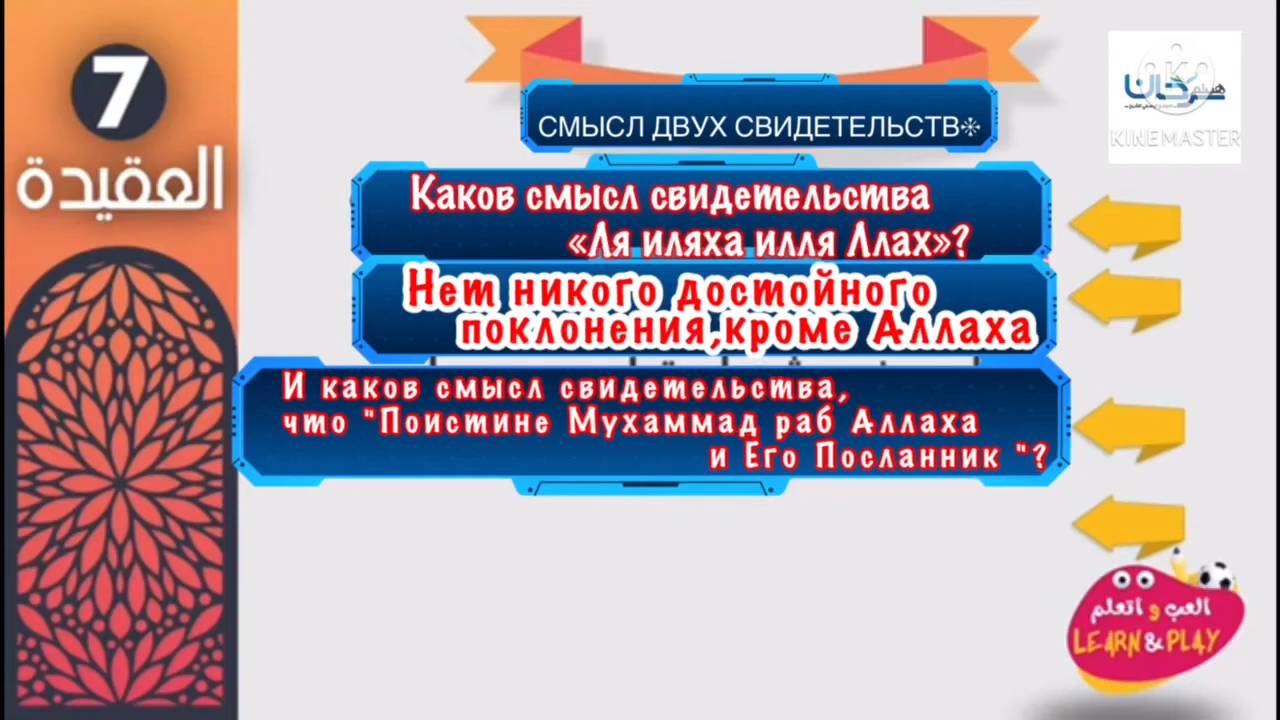 7
العقيدة
СМЫСЛ ДВУХ СВИДЕТЕЛЬСТВ❊
Каков смысл свидетельства
«Ля иляха илля Ллах»?
Нет никого достойного
поклонения,кроме Аллаха
И каков смысл свидетельства,
что "Поистине Мухаммад раб Аллаха
и Его Посланник "?
KINEMASTER
العب و اتعلم
LEARN & PLAY